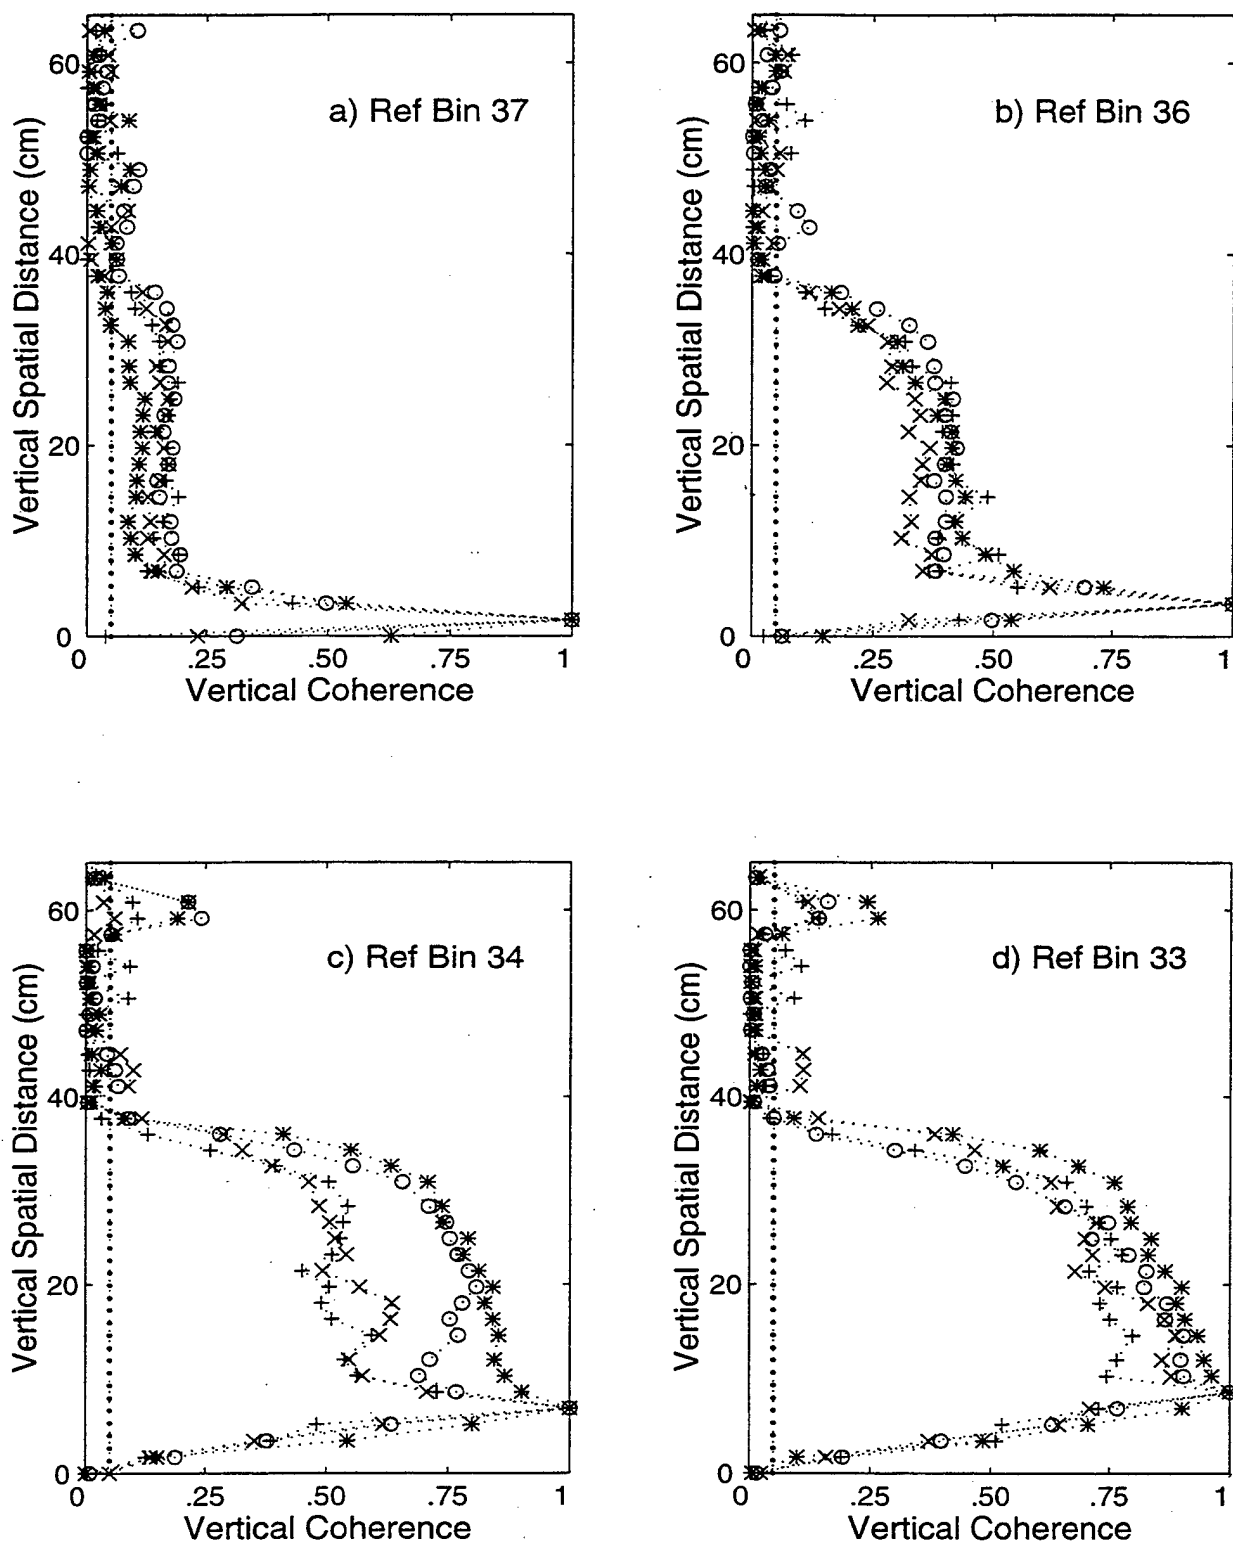 a) Ref Bin 37
60
40
20
0
Vertical Spatial Distance (cm)
0 .25 .50 .75 1
Vertical Coherence
b) Ref Bin 36
60
40
20
0
Vertical Spatial Distance (cm)
0 .25 .50 .75 1
Vertical Coherence
c) Ref Bin 34
60
40
20
0
Vertical Spatial Distance (cm)
0 .25 .50 .75 1
Vertical Coherence
d) Ref Bin 33
60
40
20
0
Vertical Spatial Distance (cm)
0 .25 .50 .75 1
Vertical Coherence